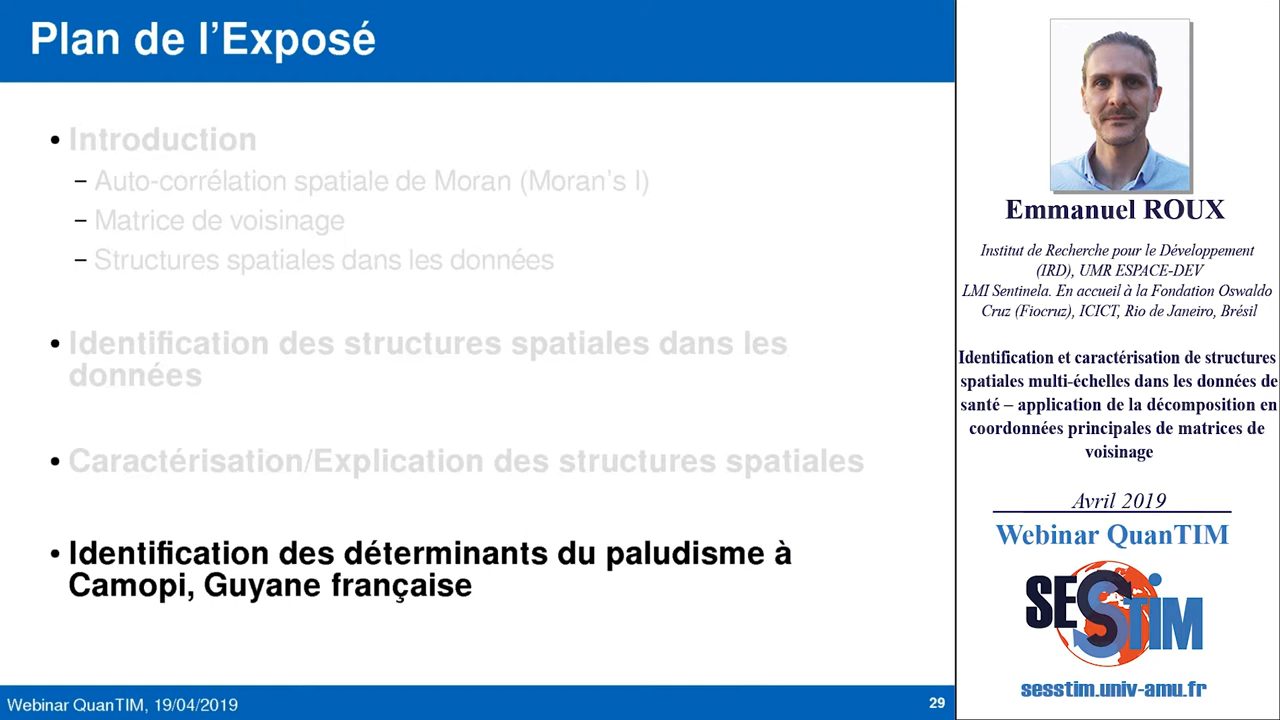 Plan de l’Exposé
• Introduction
– Auto-corrélation spatiale de Moran (Moran’s I)
– Matrice de voisinage
– Structures spatiales dans les données
• Identification des structures spatiales dans les
données
• Caractérisation/Explication des structures spatiales
• Identification des déterminants du paludisme à
Camopi, Guyane française
Webinar QuanTIM, 19/04/2019
29
Emmanuel ROUX
Institut de Recherche pour le Développement
(IRD), UMR ESPACE-DEV
LMI Sentinela. En accueil à la Fondation Oswaldo
Cruz (Fiocruz), ICICT, Rio de Janeiro, Brésil
Identification et caractérisation de structures
spatiales multi-échelles dans les données de
santé – application de la décomposition en
coordonnées principales de matrices de
voisinage
Avril 2019
Webinar QuanTIM
SESSTIM
sesstim.univ-amu.fr